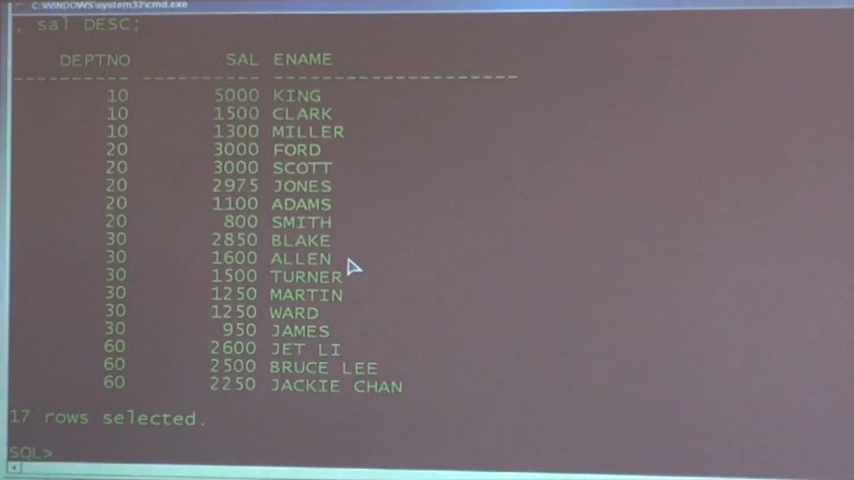 C:\WINDOWS\system32\cmd.exe
, sal DESC;
DEPTNO SAL ENAME
---------- ---------- ------------------------------
10 5000 KING
10 1500 CLARK
10 1300 MILLER
20 3000 FORD
20 3000 SCOTT
20 2975 JONES
20 1100 ADAMS
20 800 SMITH
30 2850 BLAKE
30 1600 ALLEN
30 1500 TURNER
30 1250 MARTIN
30 1250 WARD
30 950 JAMES
60 2600 JET LI
60 2500 BRUCE LEE
60 2250 JACKIE CHAN
17 rows selected.
SQL>